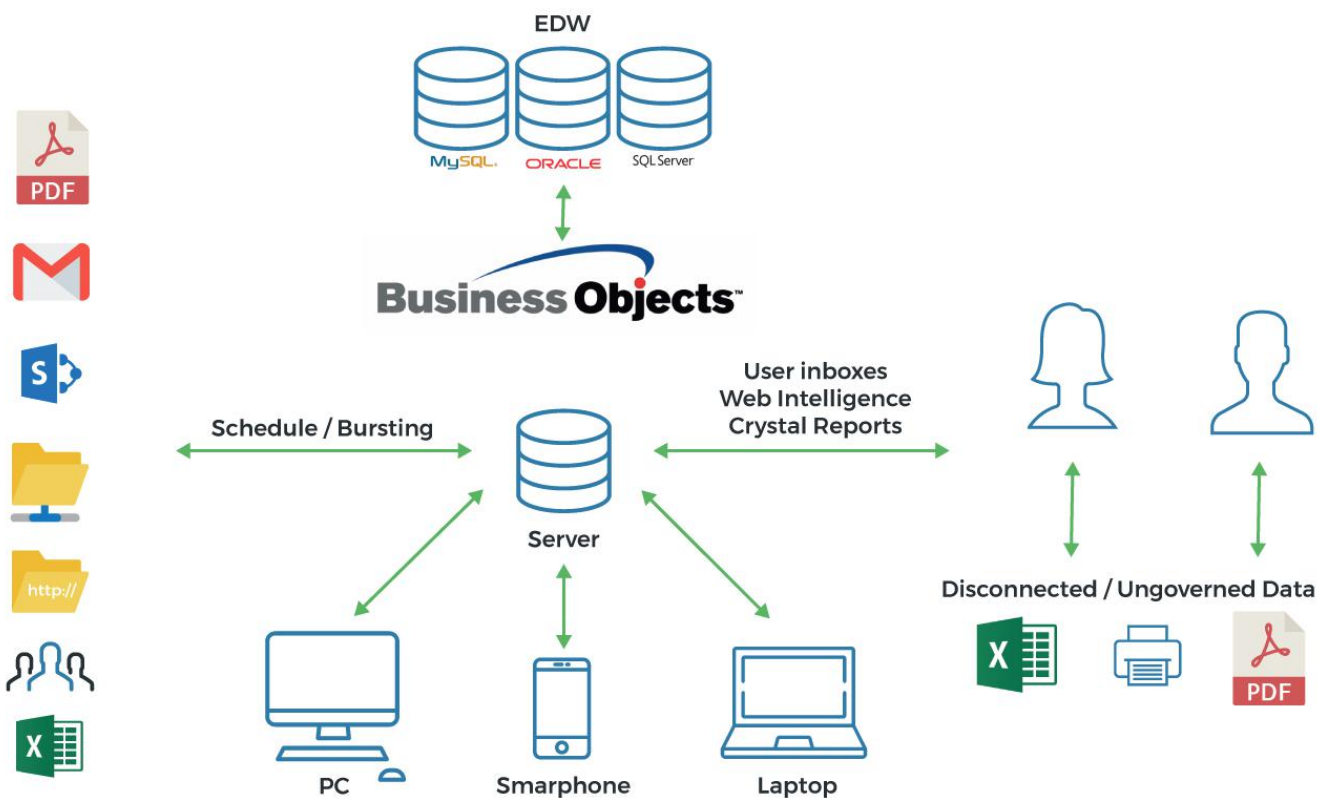 EDW
MySQL®
ORACLE
SQL Server
Business Objects™
PDF
S
http://
X
Schedule / Bursting
Server
User inboxes
Web Intelligence
Crystal Reports
Disconnected / Ungoverned Data
X
PDF
PC
Smarphone
Laptop